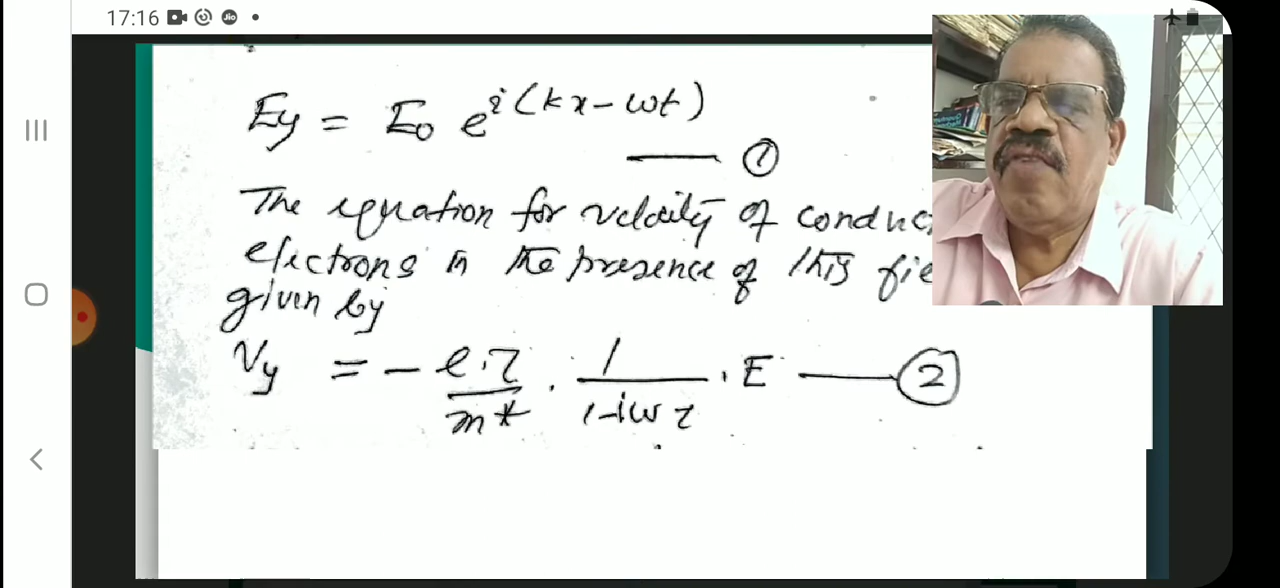 17:16 Jio
Ey = E₀ e^{i(kx-ωt)}
—— ①
The equation for velocity of conduc
electrons in the presence of this fie
given by
Vy = - e.τ/m* . 1/1-iωτ . E —— ②